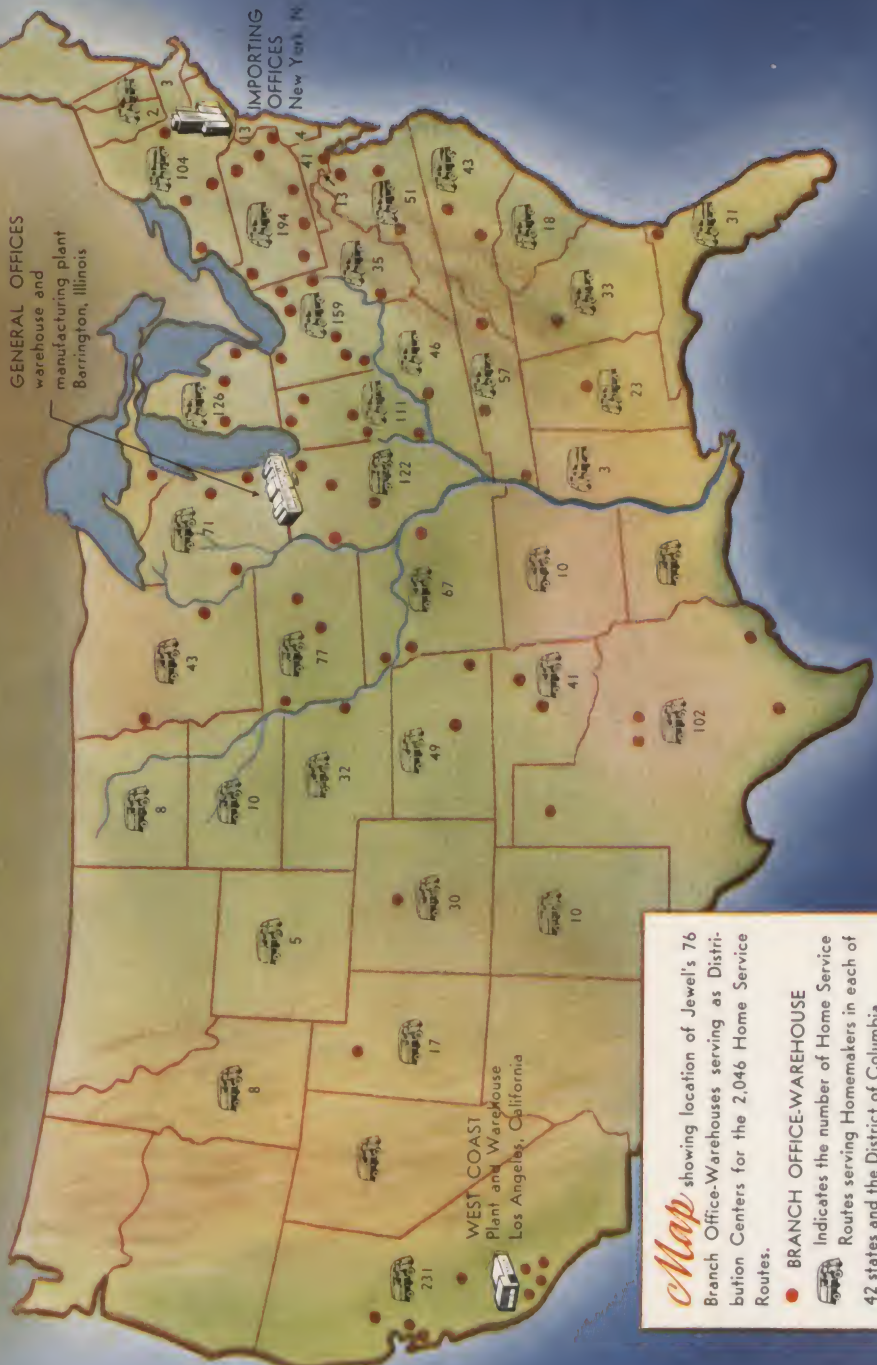 GENERAL OFFICES
warehouse and
manufacturing plant
Barrington, Illinois
IMPORTING
OFFICES
New York, N
WEST COAST
Plant and Warehouse
Los Angeles, California
231
8
17
5
30
10
8
10
32
49
41
102
43
77
67
10
71
122
3
126
111
46
57
23
159
35
33
31
194
104
2
3
13
4
41
13
51
43
18
Map showing location of Jewel's 76
Branch Office-Warehouses serving as Distri-
bution Centers for the 2,046 Home Service
Routes.
BRANCH OFFICE-WAREHOUSE
Indicates the number of Home Service
Routes serving Homemakers in each of
42 states and the District of Columbia